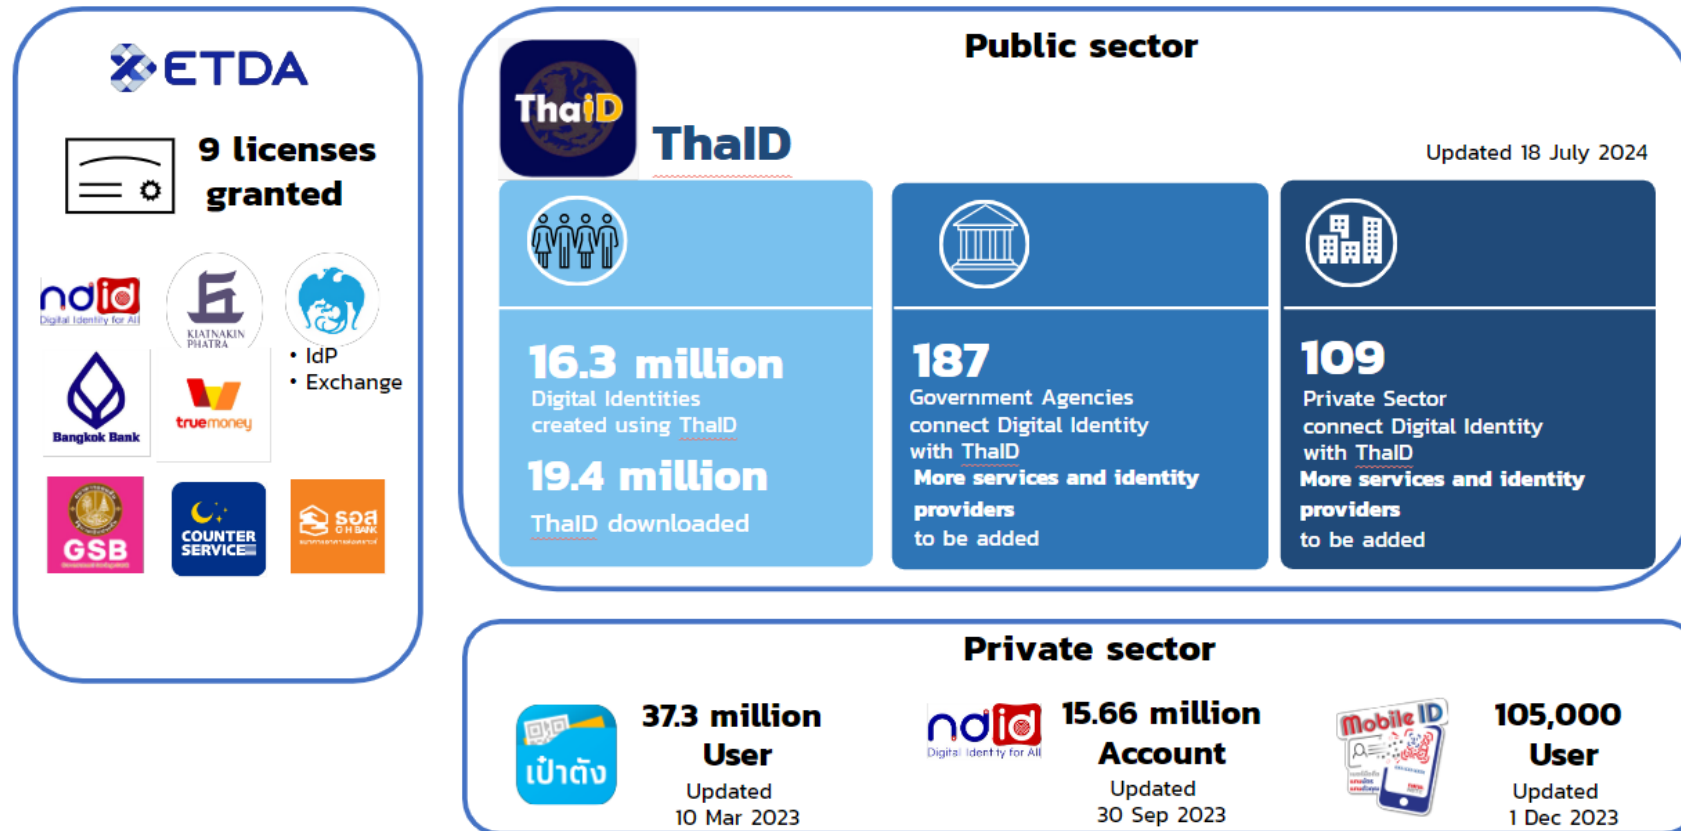 ETDA
9 licenses
granted
ndid
Digital Identity for All
KIATNAKIN
PHATRA
• IdP
• Exchange
Bangkok Bank
truemoney
GSB
COUNTER
SERVICE
ธอส
G H BANK
Public sector
ThaiD
ThaID
Updated 18 July 2024
16.3 million
Digital Identities
created using ThaID
19.4 million
ThaID downloaded
187
Government Agencies
connect Digital Identity
with ThaID
More services and identity
providers
to be added
109
Private Sector
connect Digital Identity
with ThaID
More services and identity
providers
to be added
Private sector
เป๋าตัง
37.3 million
User
Updated
10 Mar 2023
ndid
Digital Identity for All
15.66 million
Account
Updated
30 Sep 2023
Mobile ID
105,000
User
Updated
1 Dec 2023